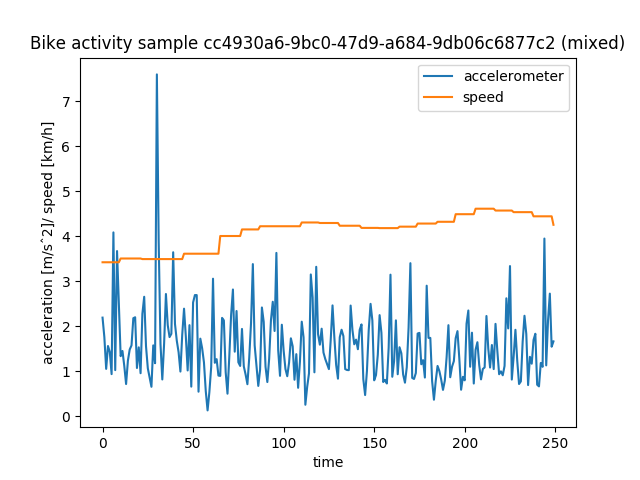 Bike activity sample cc4930a6-9bc0-47d9-a684-9db06c6877c2 (mixed)
accelerometer
speed
acceleration [m/s^2]/ speed [km/h]
7
6
5
4
3
2
1
0
0 50 100 150 200 250
time